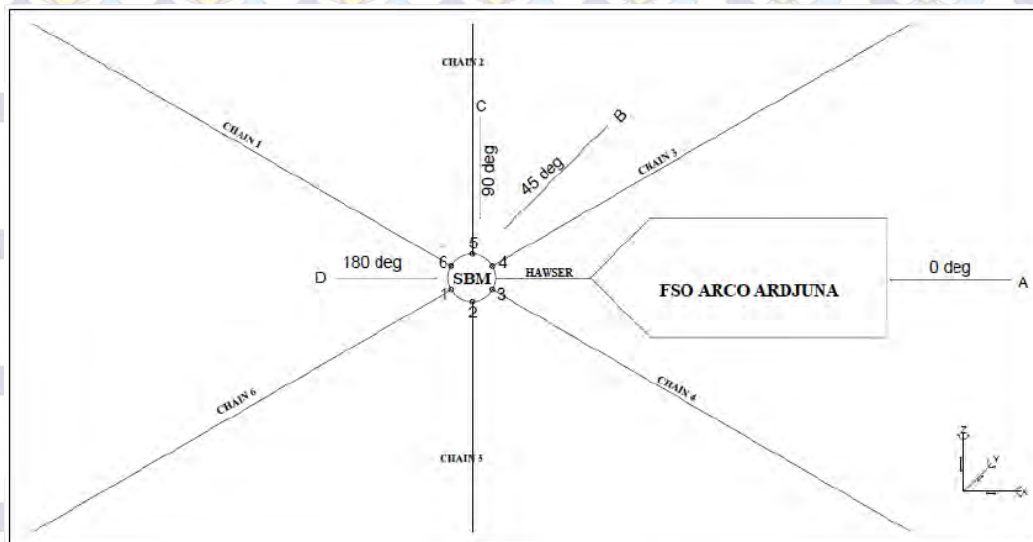 CHAIN 2
C
B
CHAIN 1
90 deg
45 deg
CHAIN 3
5
6
4
D
180 deg
SBM
HAWSER
FSO ARCO ARDJUNA
0 deg
A
1
3
2
CHAIN 6
CHAIN 4
CHAIN 5
Z
Y
X